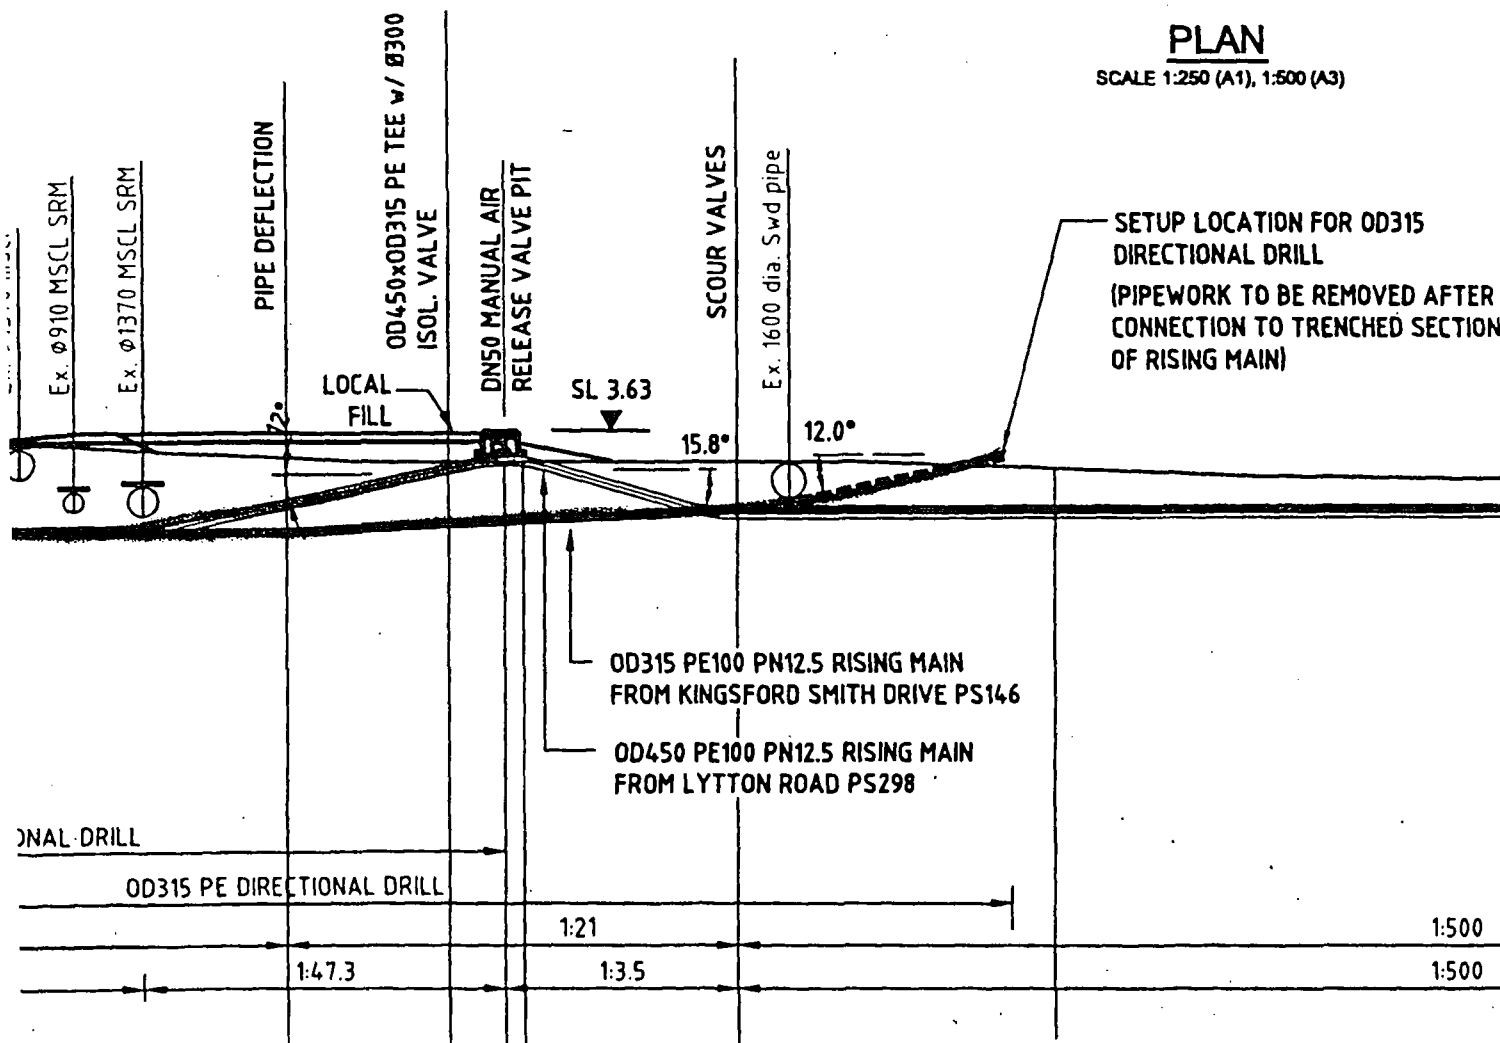 PLAN
SCALE 1:250 (A1), 1:500 (A3)
Ex. Ø910 MSCL SRM
Ex. Ø1370 MSCL SRM
PIPE DEFLECTION
OD450xOD315 PE TEE w/ Ø300
ISOL. VALVE
DN50 MANUAL AIR
RELEASE VALVE PIT
SCOUR VALVES
Ex. 1600 dia. Swd pipe
SETUP LOCATION FOR OD315
DIRECTIONAL DRILL
(PIPEWORK TO BE REMOVED AFTER
CONNECTION TO TRENCHED SECTION
OF RISING MAIN)
LOCAL
FILL
SL 3.63
15.8°
12.0°
OD315 PE100 PN12.5 RISING MAIN
FROM KINGSFORD SMITH DRIVE PS146
OD450 PE100 PN12.5 RISING MAIN
FROM LYTTON ROAD PS298
ONAL DRILL
OD315 PE DIRECTIONAL DRILL
1:21
1:500
1:47.3
1:3.5
1:500